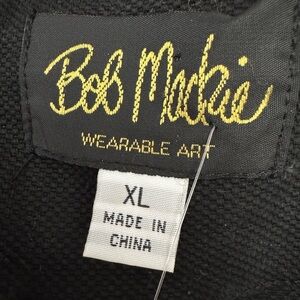 Bob Mackie
WEARABLE ART
XL
MADE IN
CHINA